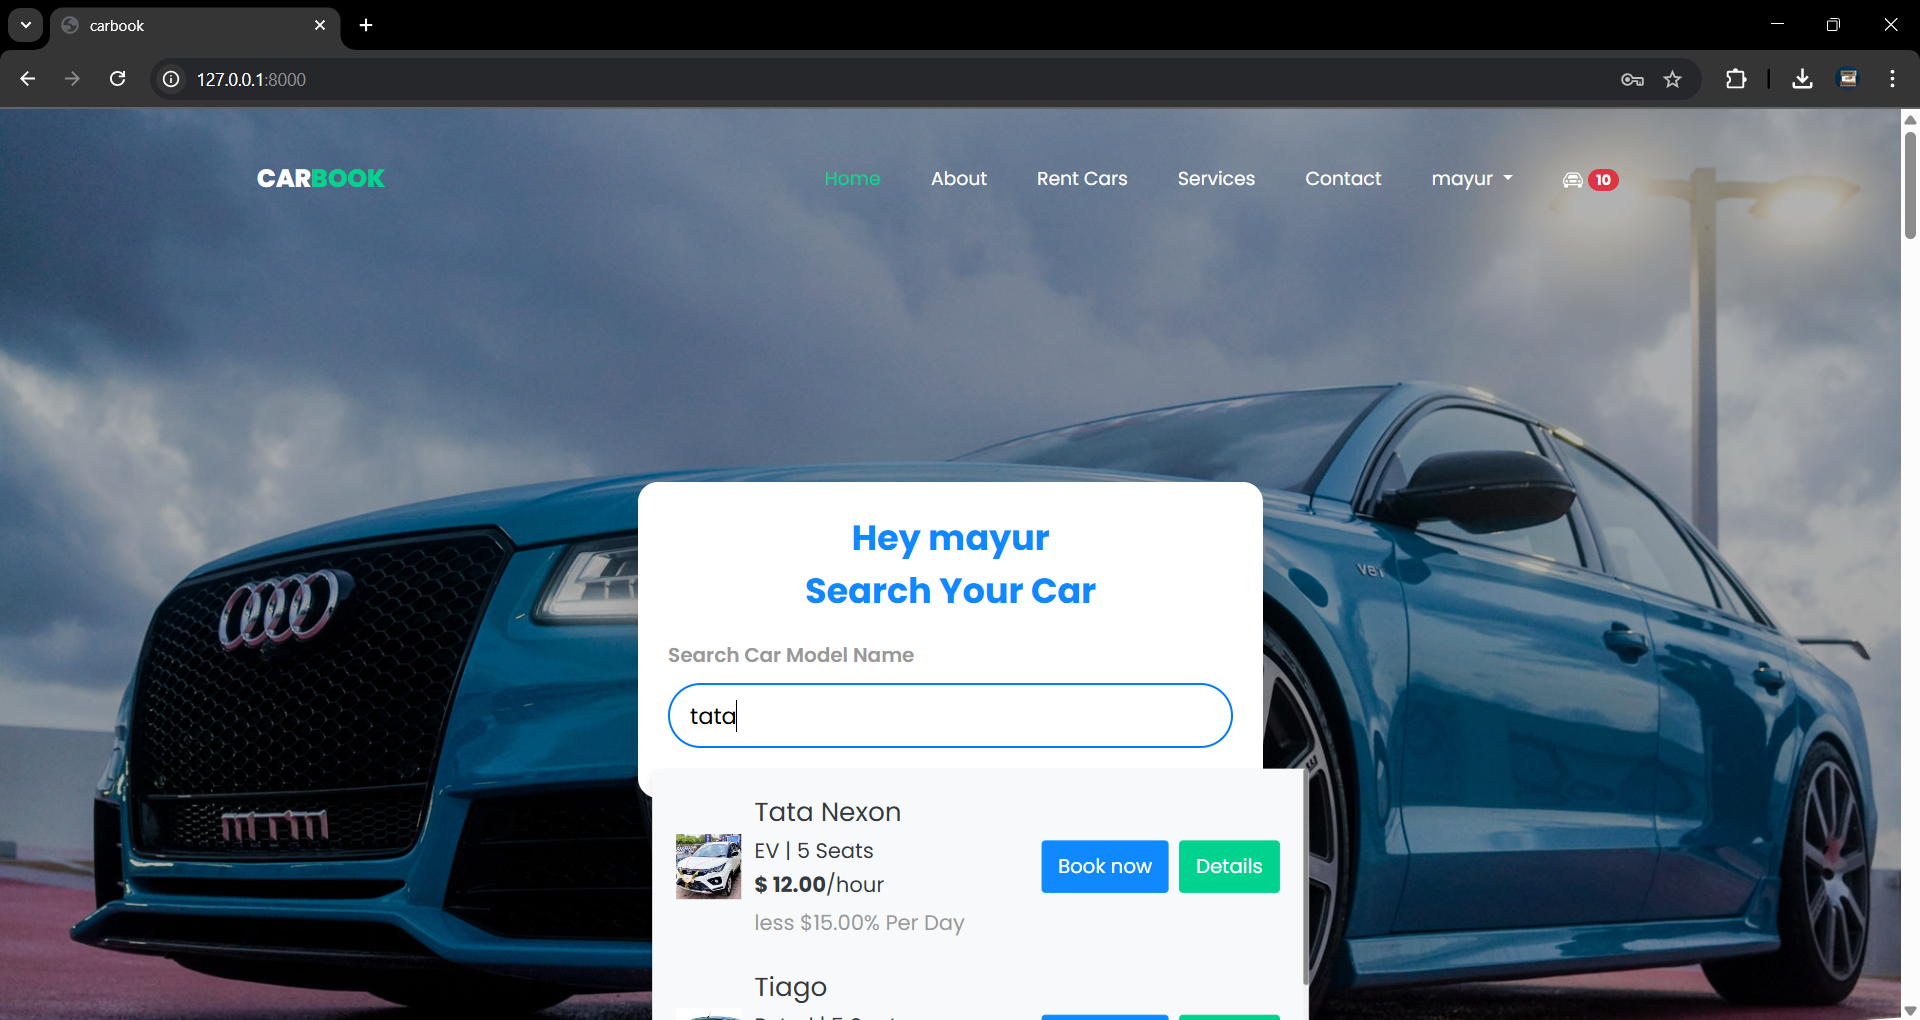 carbook
127.0.0.1:8000
CARBOOK
Home
About
Rent Cars
Services
Contact
mayur
10
V8T
Hey mayur
Search Your Car
Search Car Model Name
tata
mtm
Tata Nexon
EV | 5 Seats
$ 12.00/hour
less $15.00% Per Day
Book now
Details
Tiago